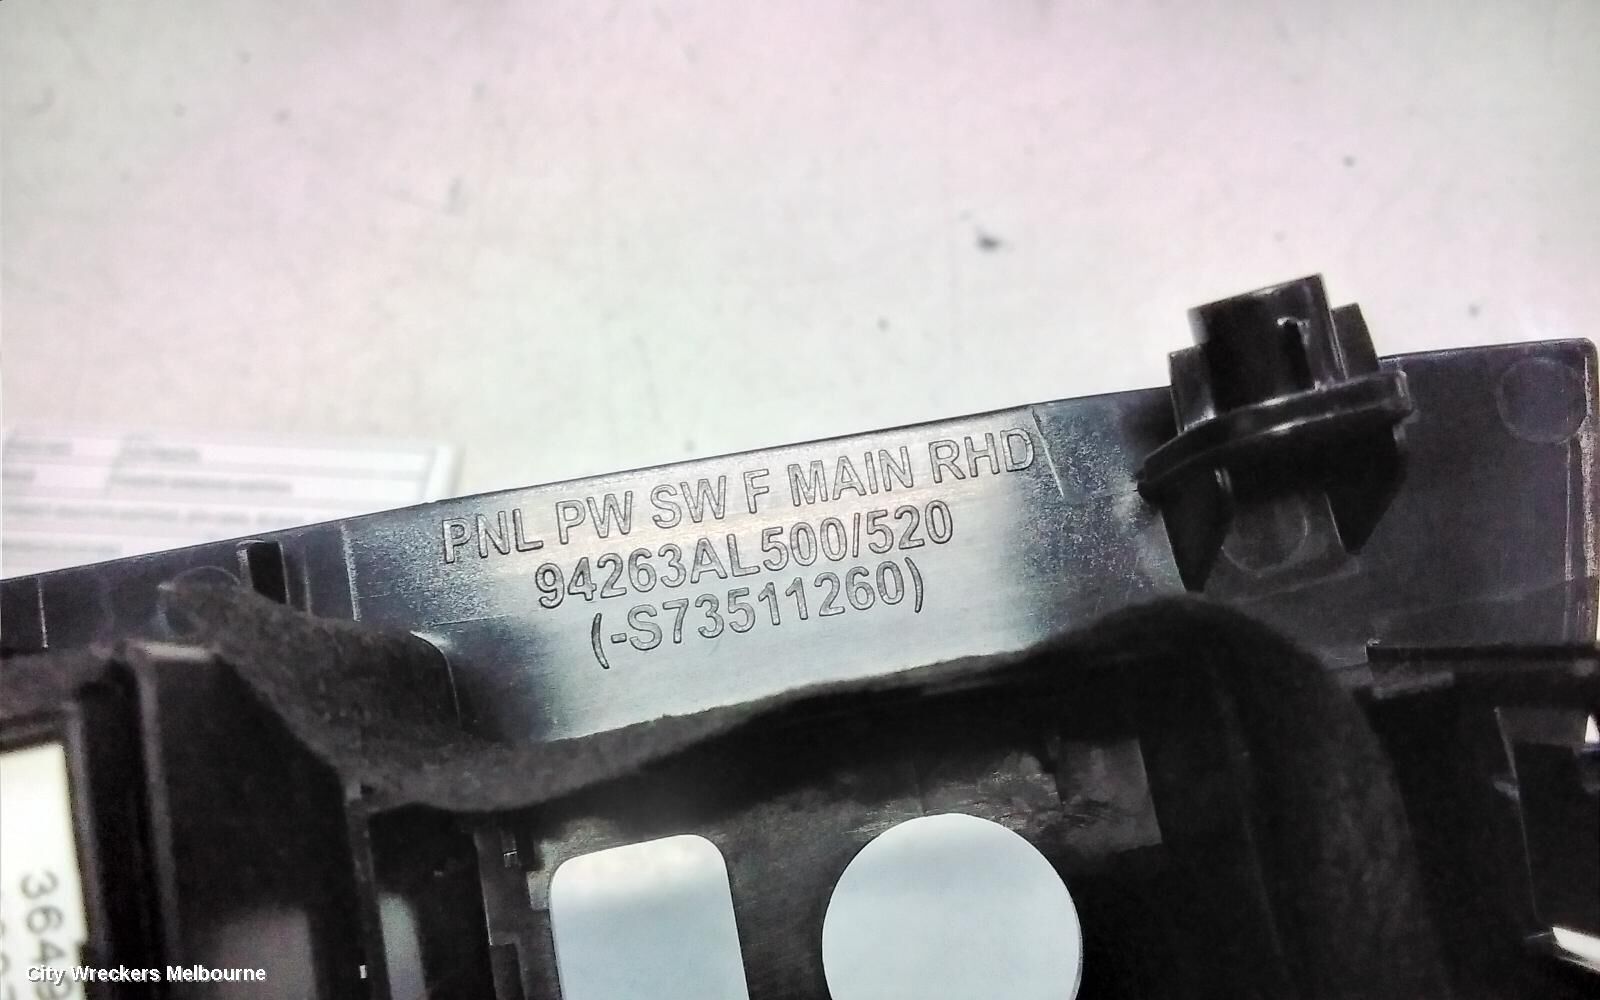 PNL PW SW F MAIN RHD
94263AL500/520
(-S73511260)
City Wreckers Melbourne